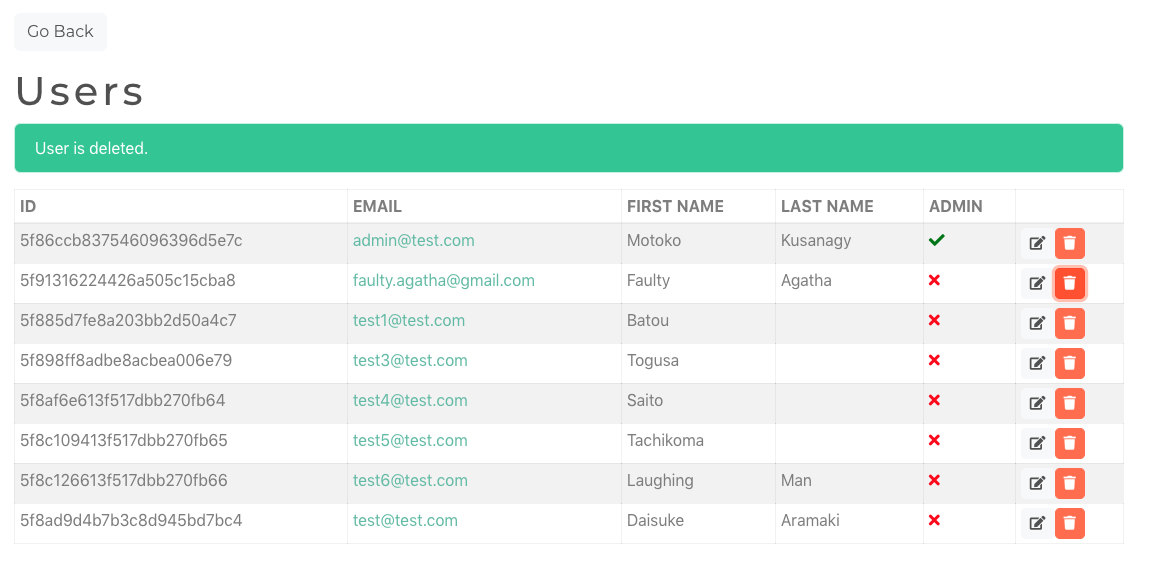 Go Back
Users
User is deleted.
ID EMAIL FIRST NAME LAST NAME ADMIN
5f86ccb837546096396d5e7c admin@test.com Motoko Kusanagy
5f91316224426a505c15cba8 faulty.agatha@gmail.com Faulty Agatha
5f885d7fe8a203bb2d50a4c7 test1@test.com Batou
5f898ff8adbe8acbea006e79 test3@test.com Togusa
5f8af6e613f517dbb270fb64 test4@test.com Saito
5f8c109413f517dbb270fb65 test5@test.com Tachikoma
5f8c126613f517dbb270fb66 test6@test.com Laughing Man
5f8ad9d4b7b3c8d945bd7bc4 test@test.com Daisuke Aramaki